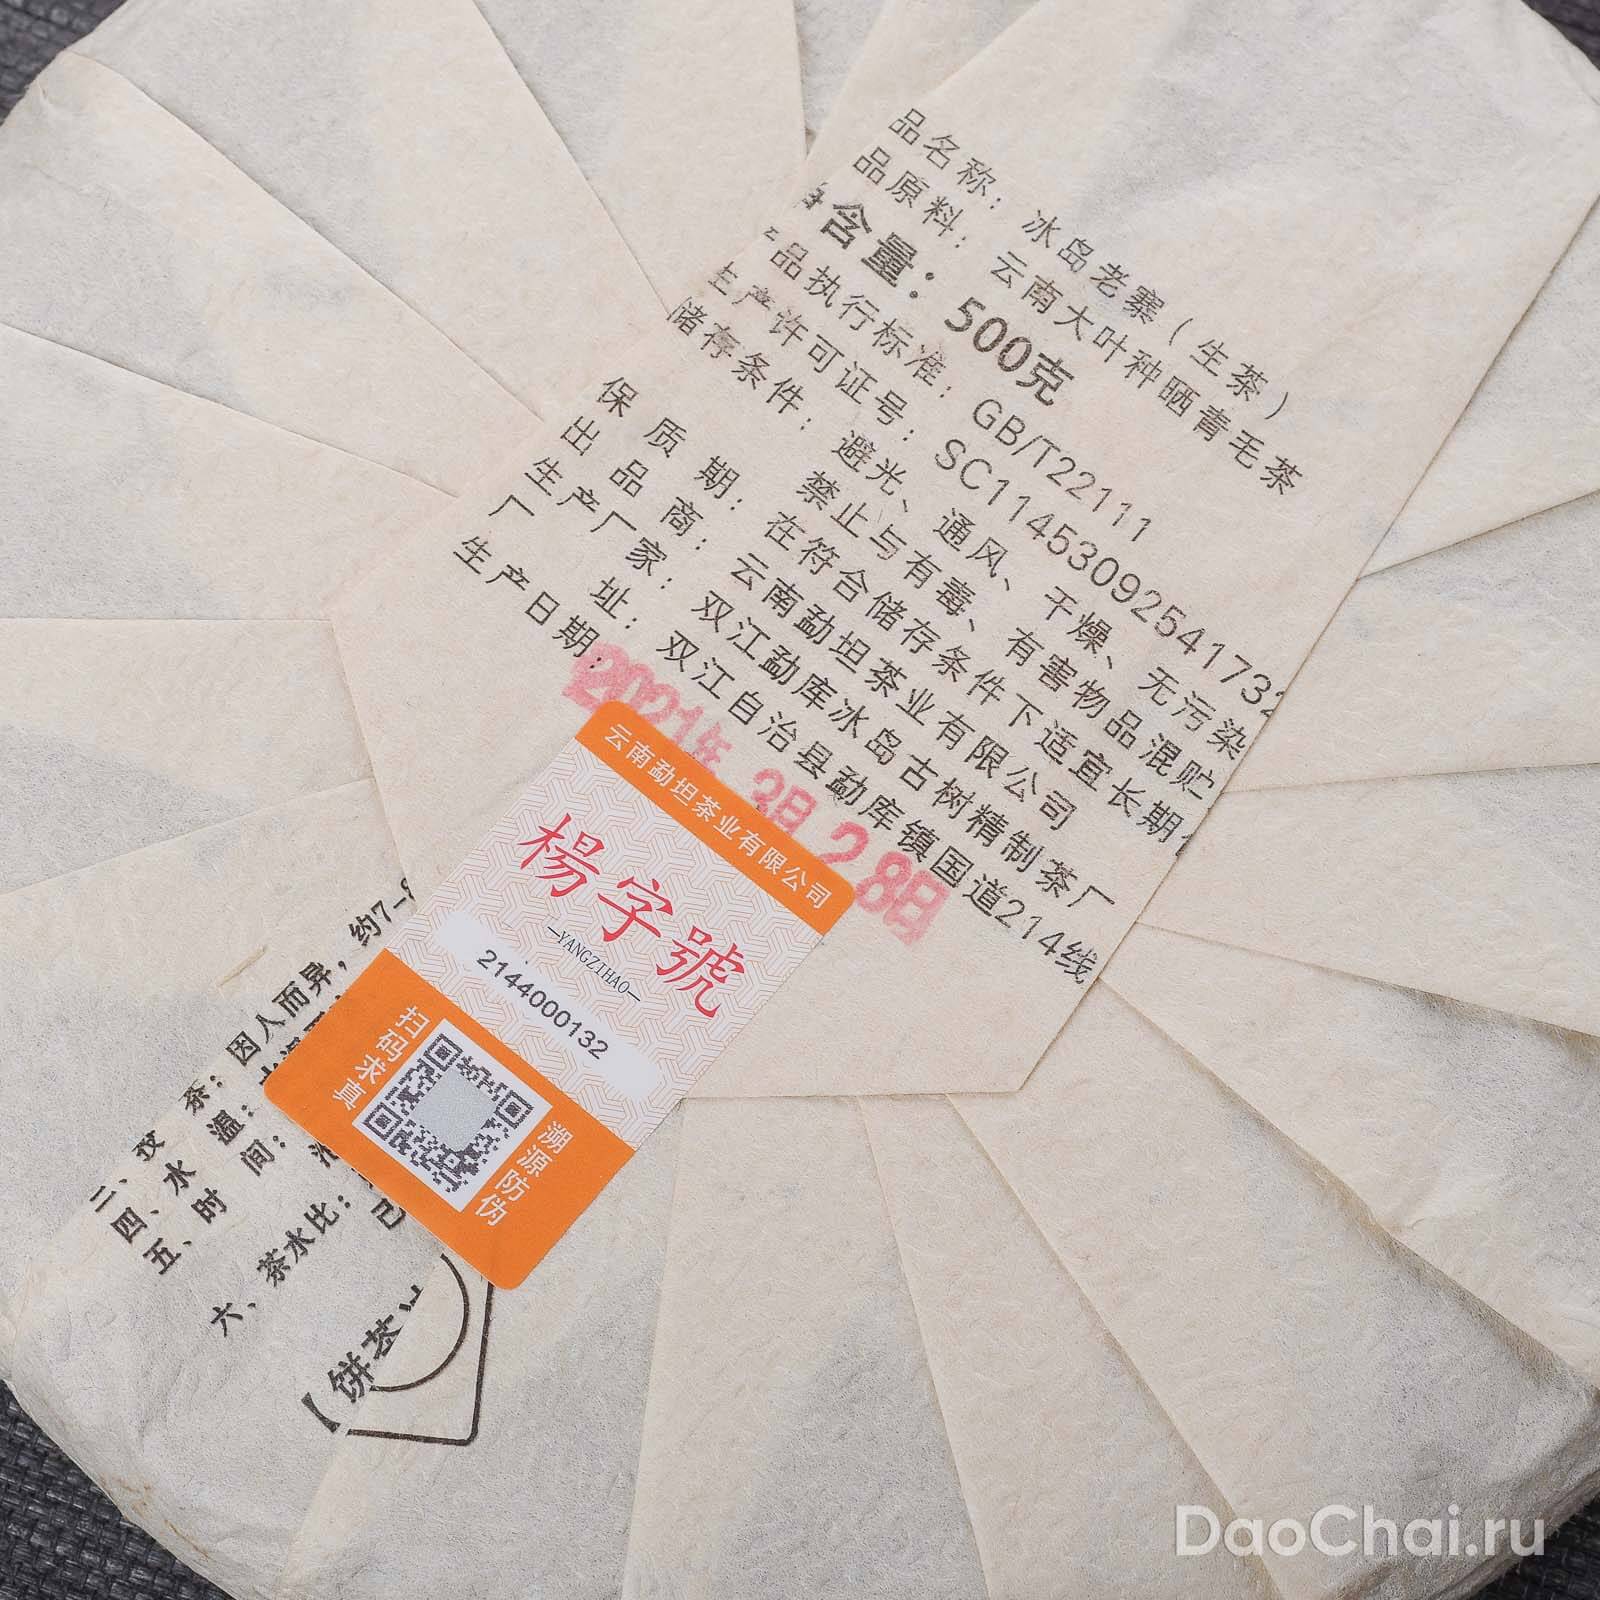 品名称：冰岛老寨（生茶）
品原料：云南大叶种晒青毛茶
含量：500克
品执行标准：GB/T22111
生产许可证号：SC11453092541732
储存条件：避光、通风、干燥、无污染
禁止与有毒、有害物品混贮
保质期：在符合储存条件下适宜长期
出品商：云南勐坦茶业有限公司
生产厂家：双江勐库冰岛古树精制茶厂
厂址：双江自治县勐库镇国道214线
生产日期：2021年3月28日
云南勐坦茶业有限公司
楊字號
—YANGZIHAO—
2144000132
扫码求真
溯源防伪
茶：因人而异，约7-8
四、水温：
五、时间：
六、茶水比：
【饼茶
DaoChai.ru